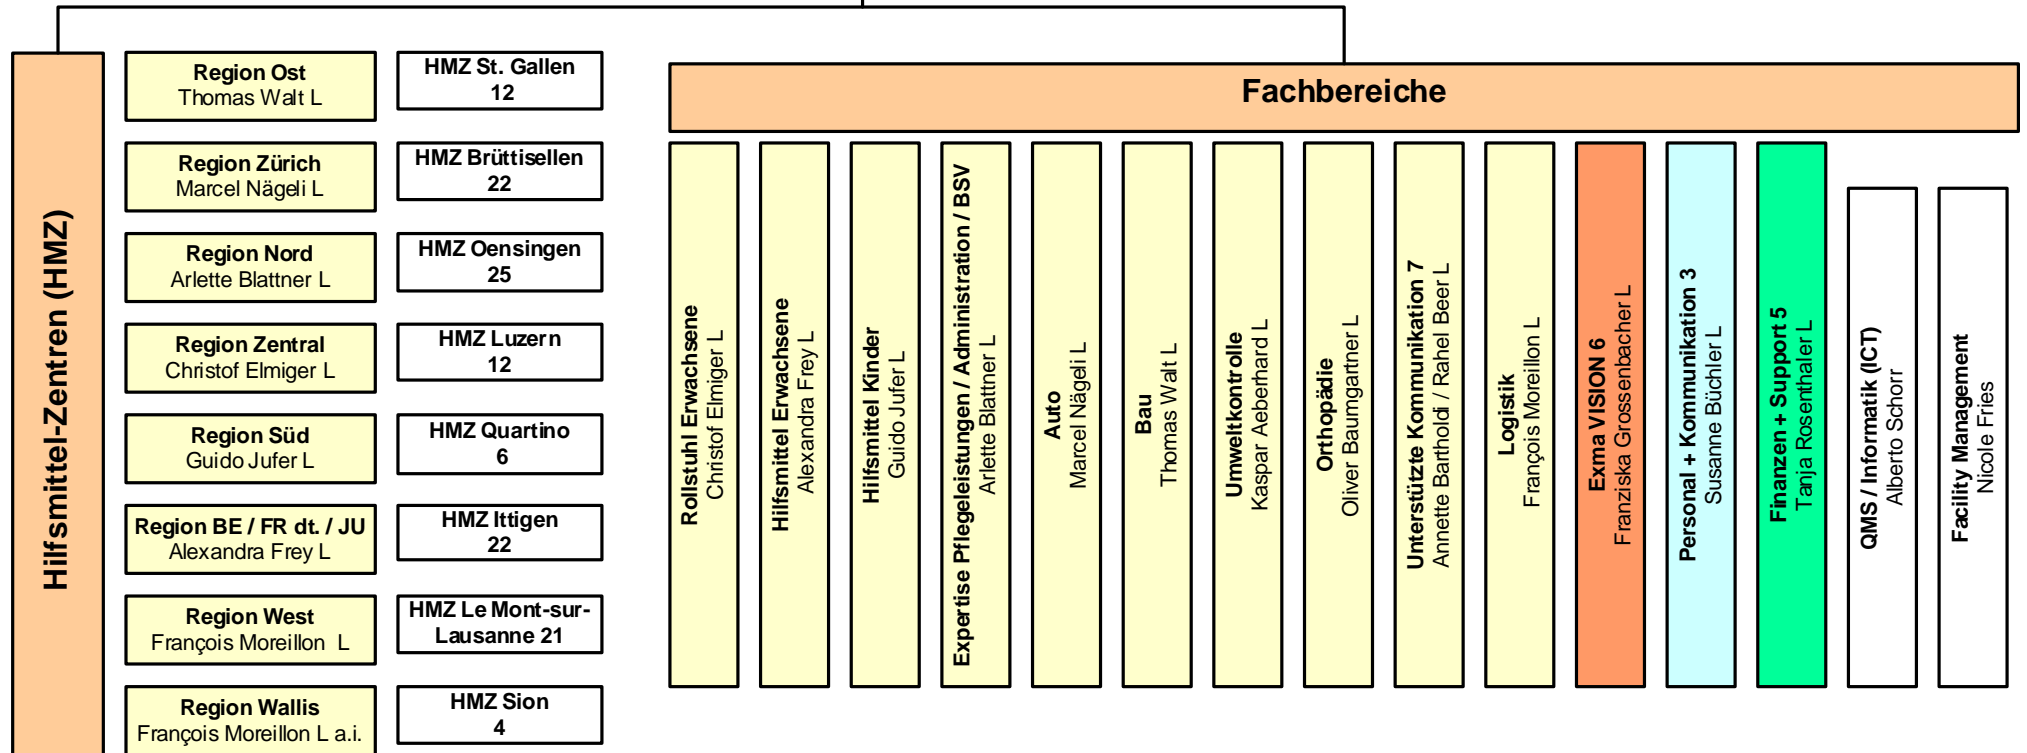 Hilfsmittel-Zentren (HMZ)
Region Ost
Thomas Walt L
HMZ St. Gallen
12
Region Zürich
Marcel Nägeli L
HMZ Brüttisellen
22
Region Nord
Arlette Blattner L
HMZ Oensingen
25
Region Zentral
Christof Elmiger L
HMZ Luzern
12
Region Süd
Guido Jufer L
HMZ Quartino
6
Region BE / FR dt. / JU
Alexandra Frey L
HMZ Ittigen
22
Region West
François Moreillon L
HMZ Le Mont-sur-
Lausanne 21
Region Wallis
François Moreillon L a.i.
HMZ Sion
4
Fachbereiche
Rollstuhl Erwachsene
Christof Elmiger L
Hilfsmittel Erwachsene
Alexandra Frey L
Hilfsmittel Kinder
Guido Jufer L
Expertise Pflegeleistungen / Administration / BSV
Arlette Blattner L
Auto
Marcel Nägeli L
Bau
Thomas Walt L
Umweltkontrolle
Kaspar Aeberhard L
Orthopädie
Oliver Baumgartner L
Unterstützte Kommunikation 7
Annette Bartholdi / Rahel Beer L
Logistik
François Moreillon L
Exma VISION 6
Franziska Grossenbacher L
Personal + Kommunikation 3
Susanne Büchler L
Finanzen + Support 5
Tanja Rosenthaler L
QMS / Informatik (ICT)
Alberto Schorr
Facility Management
Nicole Fries